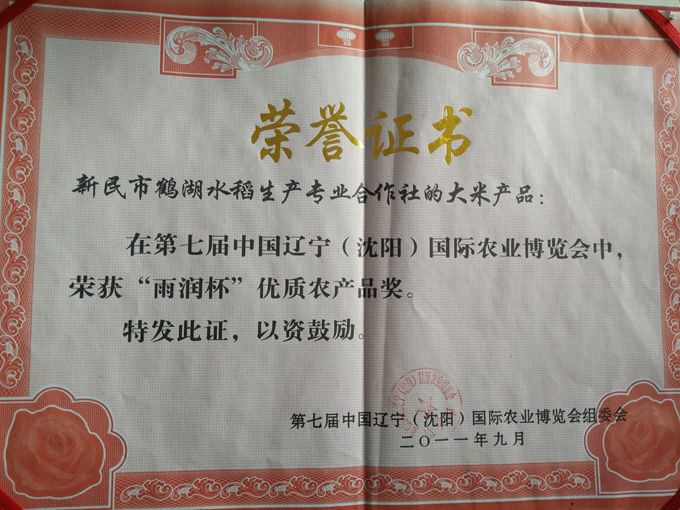 荣誉证书
新民市鹤湖水稻生产专业合作社的大米产品：
在第七届中国辽宁（沈阳）国际农业博览会中，
荣获“雨润杯”优质农产品奖。
特发此证，以资鼓励。
第七届中国辽宁（沈阳）国际农业博览会组委会
二〇一一年九月